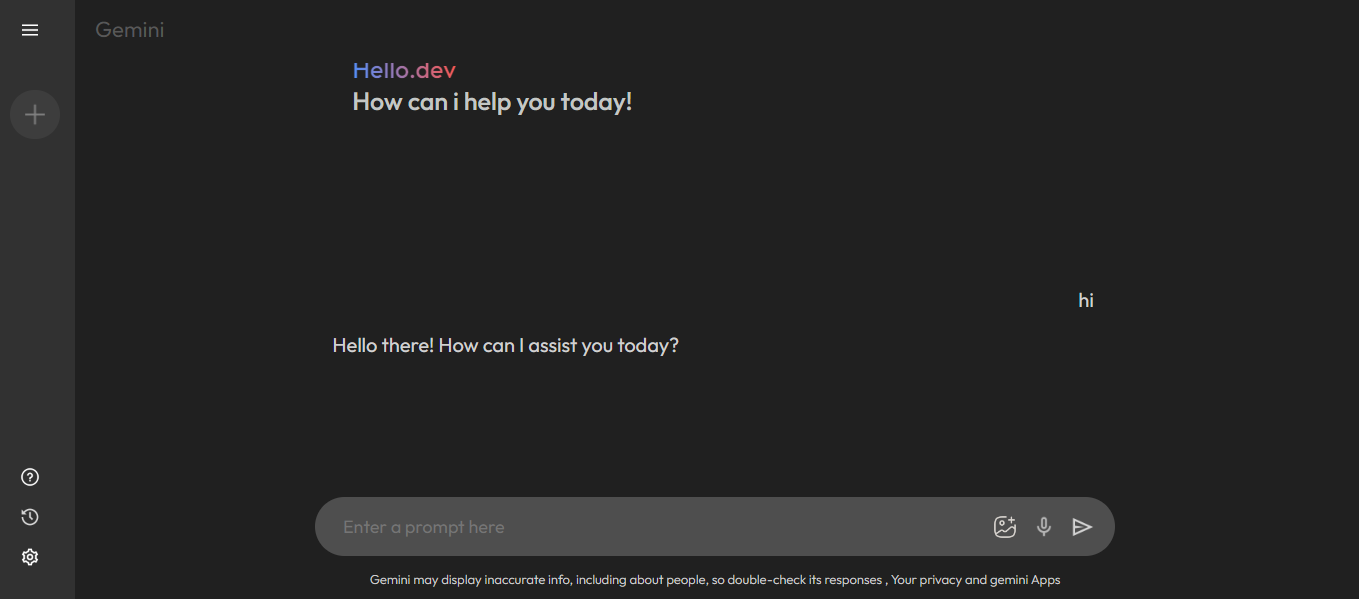 Gemini
Hello.dev
How can i help you today!
hi
Hello there! How can I assist you today?
Enter a prompt here
Gemini may display inaccurate info, including about people, so double-check its responses , Your privacy and gemini Apps